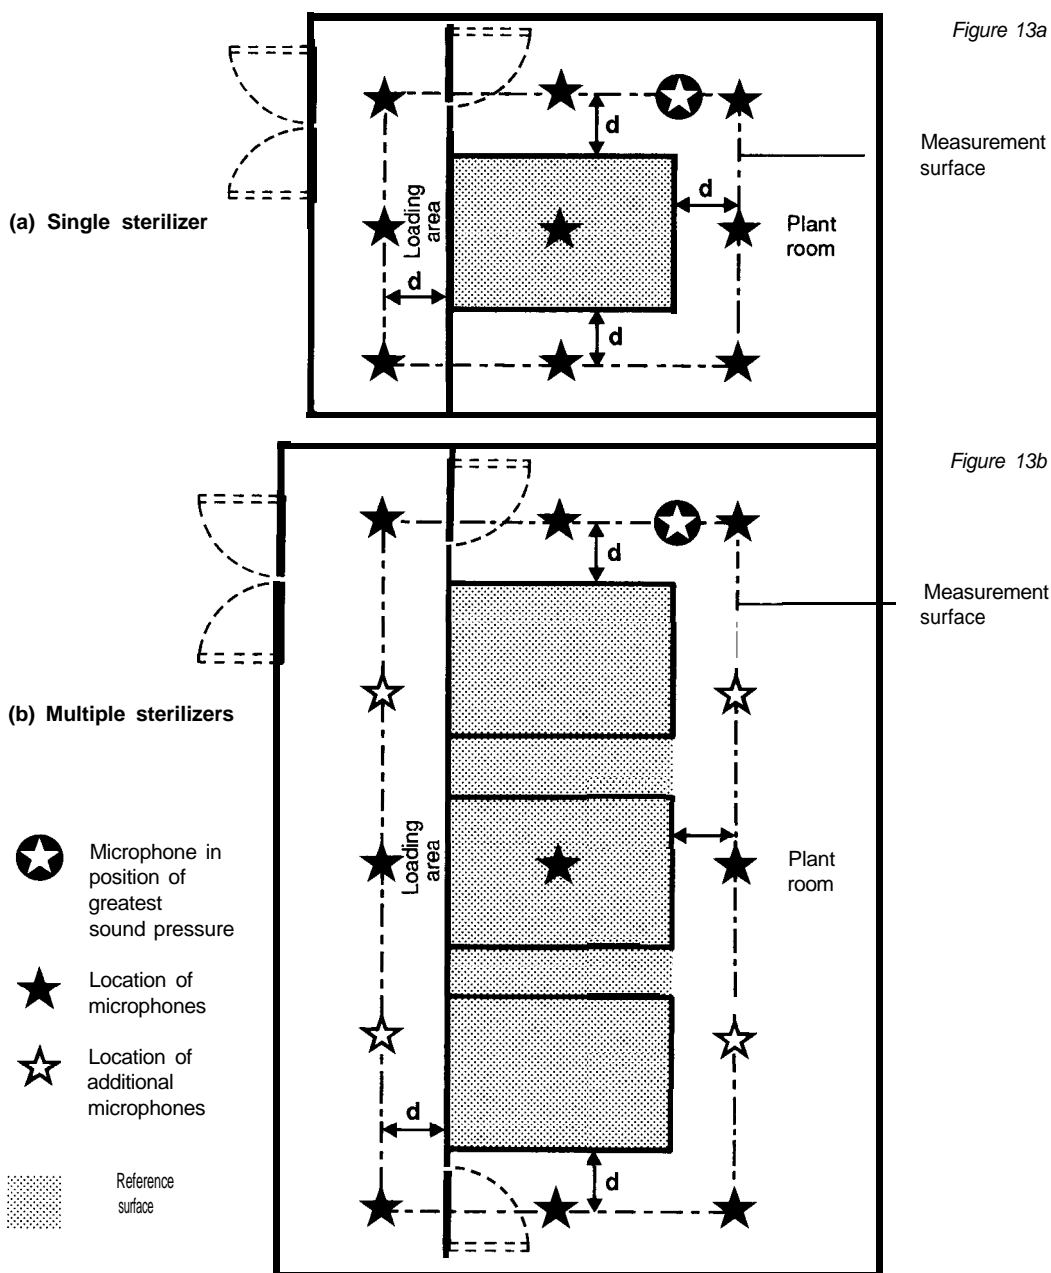 Figure 13a
d
Measurement
surface
d
Loading
area
(a) Single sterilizer
Plant
room
d
d
Figure 13b
d
Measurement
surface
(b) Multiple sterilizers
Loading
area
Plant
room
Microphone in
position of
greatest
sound pressure
Location of
microphones
Location of
additional
microphones
d
d
Reference
surface